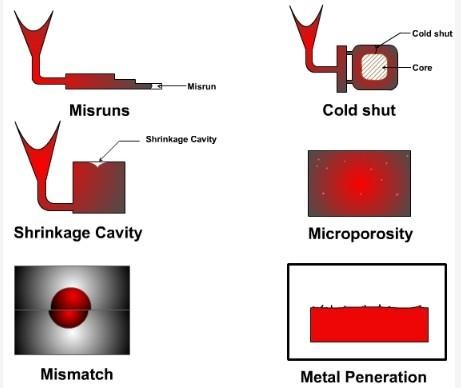 Misrun
Misruns
Cold shut
Core
Cold shut
Shrinkage Cavity
Shrinkage Cavity
Microporosity
Mismatch
Metal Peneration